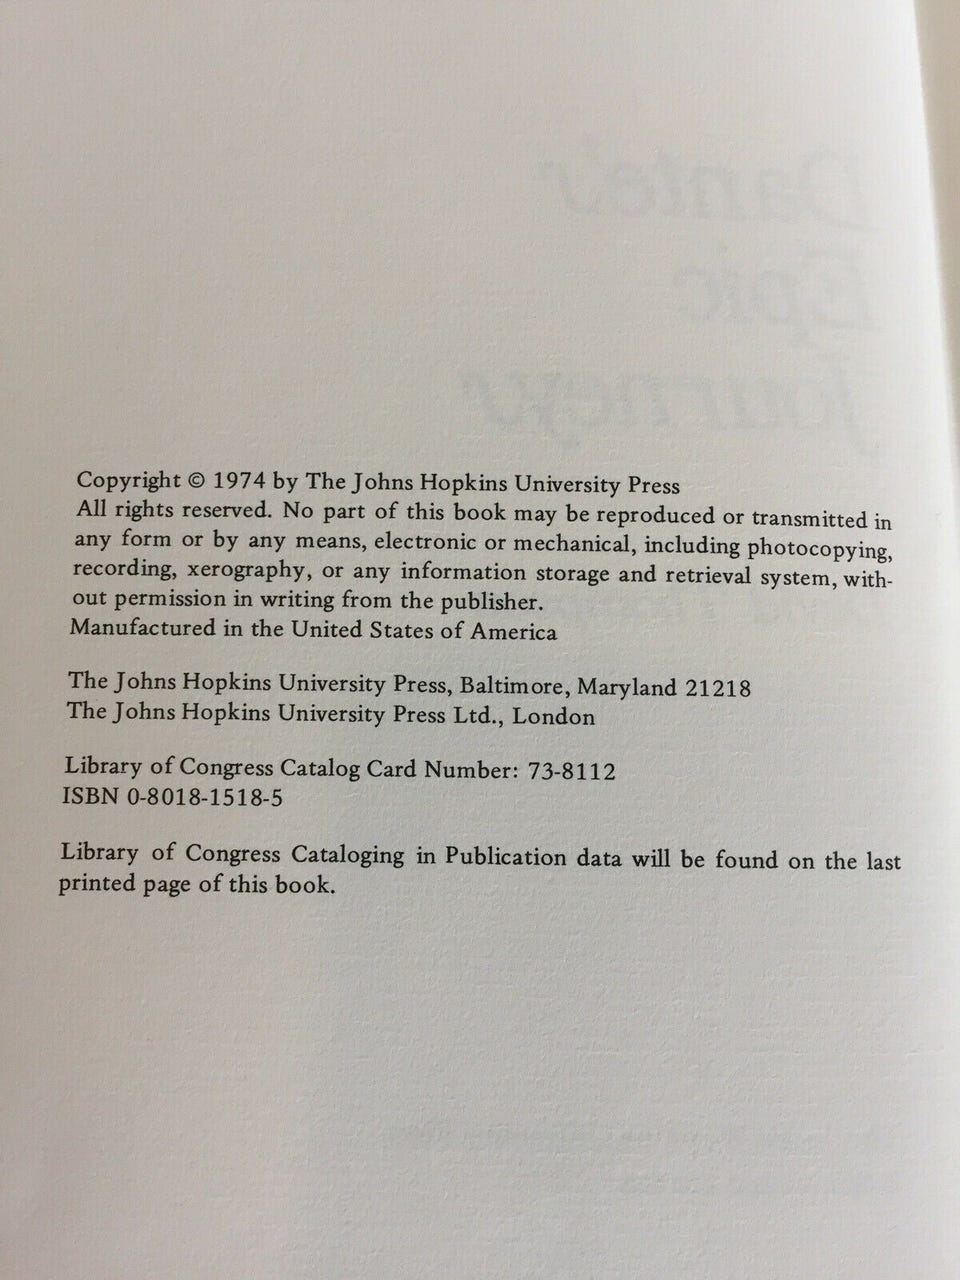 Dante's
Epic
Journeys
Copyright © 1974 by The Johns Hopkins University Press
All rights reserved. No part of this book may be reproduced or transmitted in
any form or by any means, electronic or mechanical, including photocopying,
recording, xerography, or any information storage and retrieval system, with-
out permission in writing from the publisher.
Manufactured in the United States of America
The Johns Hopkins University Press, Baltimore, Maryland 21218
The Johns Hopkins University Press Ltd., London
Library of Congress Catalog Card Number: 73-8112
ISBN 0-8018-1518-5
Library of Congress Cataloging in Publication data will be found on the last
printed page of this book.